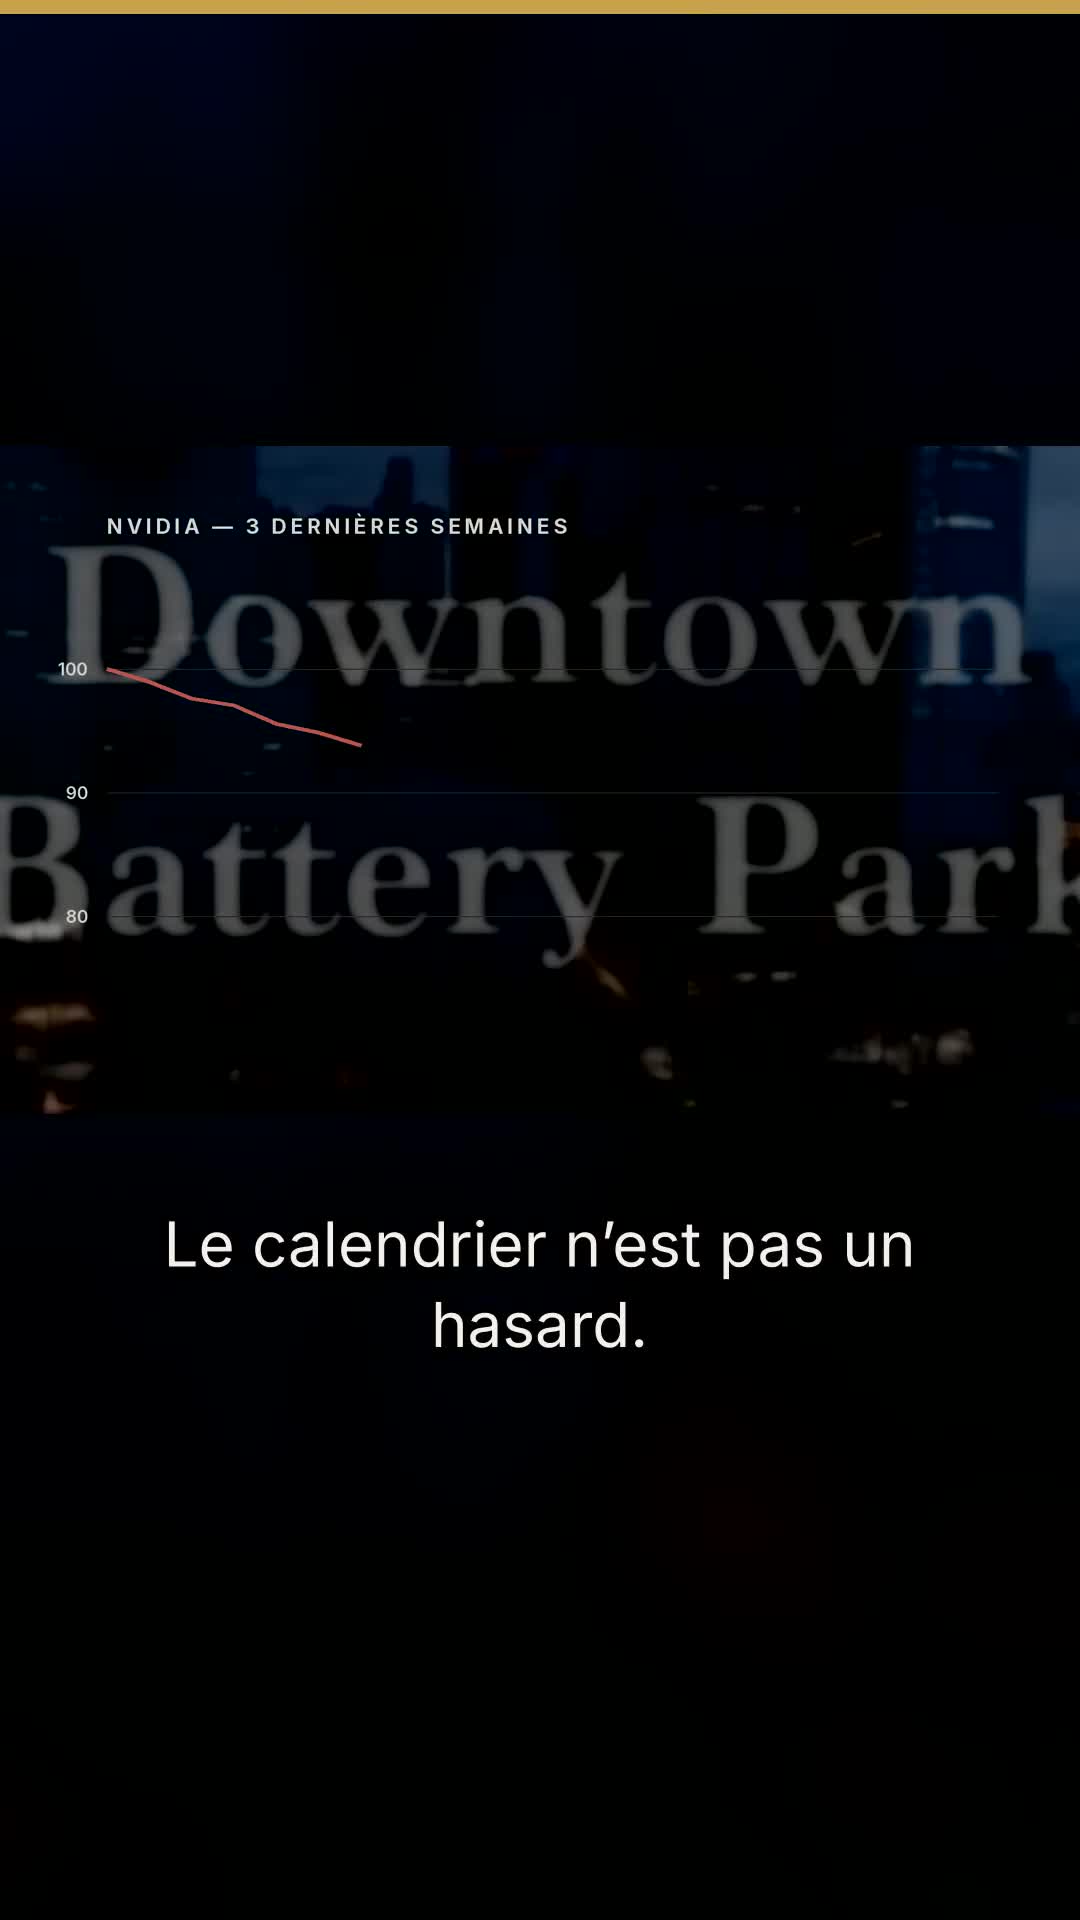 NVIDIA — 3 DERNIÈRES SEMAINES
Downtown
100
90
Battery Park
80
Le calendrier n’est pas un
hasard.